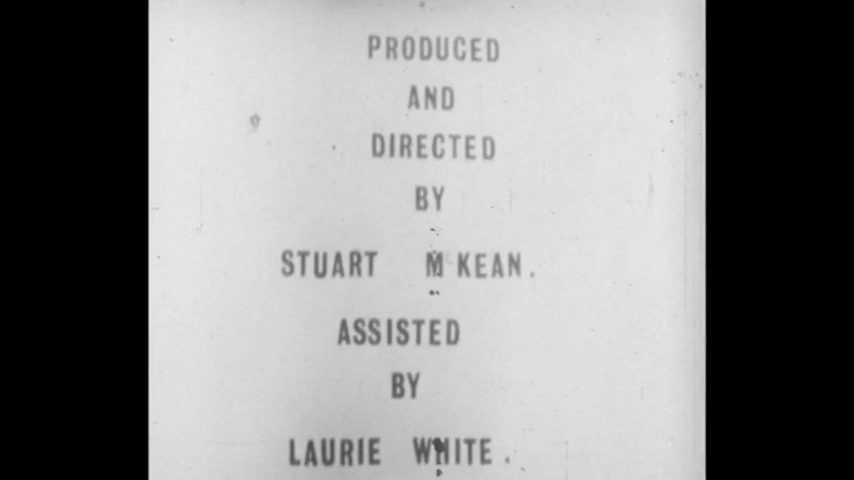 PRODUCED
AND
DIRECTED
BY
STUART M KEAN.
ASSISTED
BY
LAURIE WHITE.